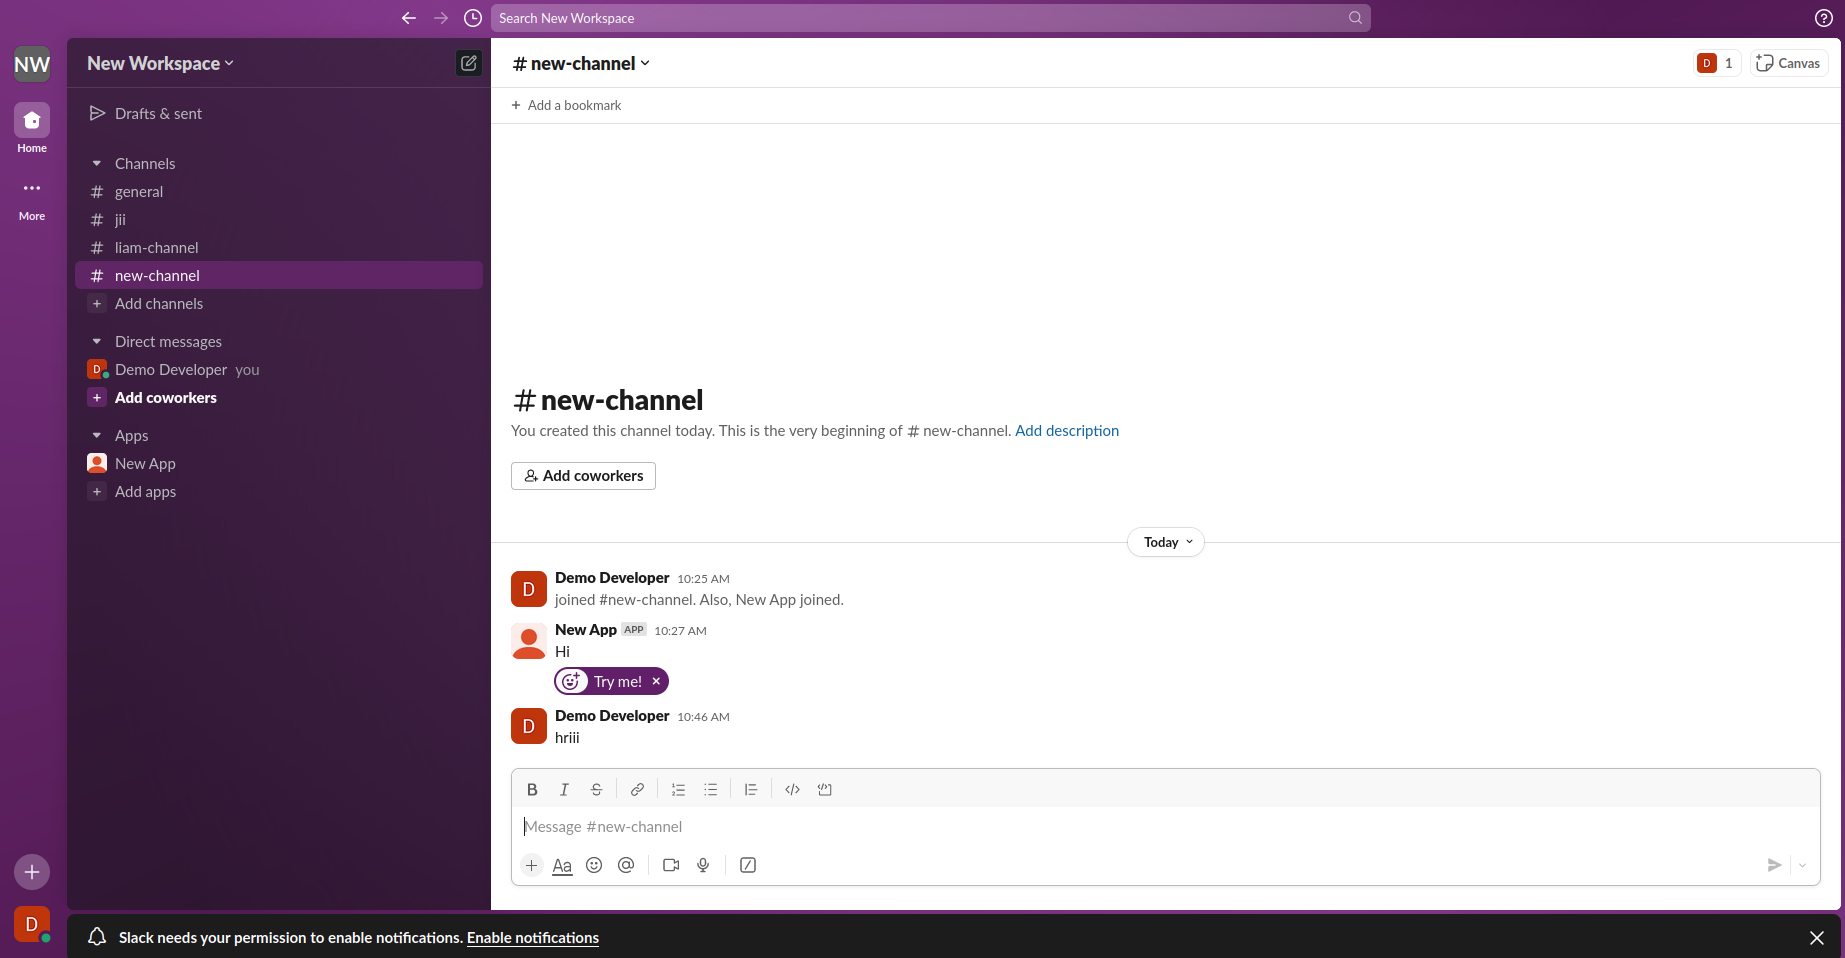 Search New Workspace
NW
Home
More
New Workspace
Drafts & sent
Channels
# general
# jii
# liam-channel
# new-channel
+ Add channels
Direct messages
D Demo Developer you
+ Add coworkers
Apps
New App
+ Add apps
D
# new-channel
D 1
Canvas
+ Add a bookmark
# new-channel
You created this channel today. This is the very beginning of # new-channel. Add description
Add coworkers
Today
D
Demo Developer 10:25 AM
joined #new-channel. Also, New App joined.
New App APP 10:27 AM
Hi
Try me!
D
Demo Developer 10:46 AM
hriii
B I S
Message #new-channel
+ Aa @
Slack needs your permission to enable notifications. Enable notifications